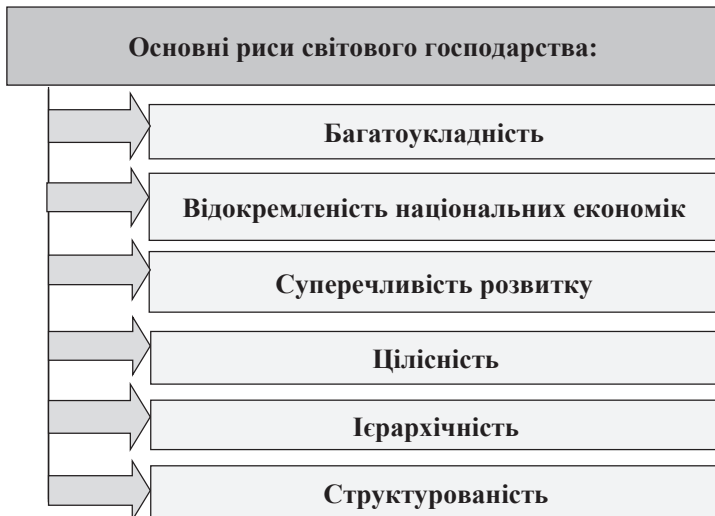 Основні риси світового господарства:
Багатоукладність
Відокремленість національних економік
Суперечливість розвитку
Цілісність
Ієрархічність
Структурованість